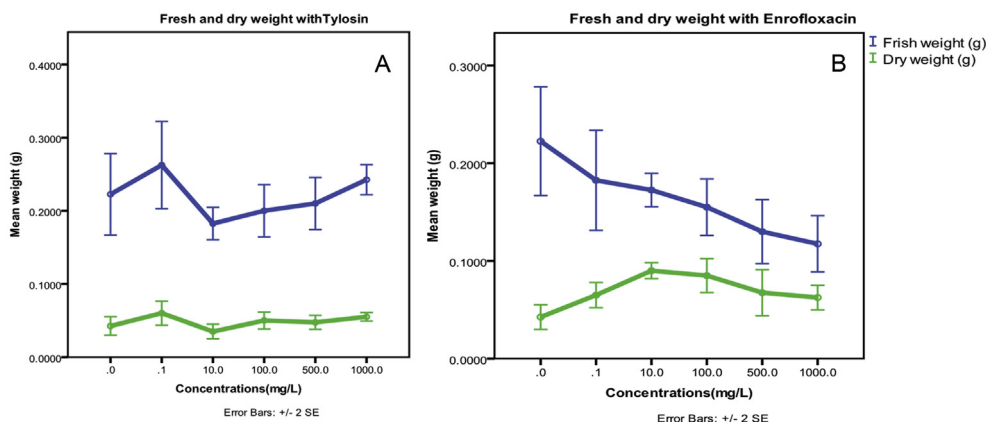 Fresh and dry weight withTylosin
A
Mean weight (g)
0.4000
0.3000
0.2000
0.1000
0.0000
.0 .1 10.0 100.0 500.0 1000.0
Concentrations(mg/L)
Error Bars: +/- 2 SE
Fresh and dry weight with Enrofloxacin
B
Mean weight (g)
0.3000
0.2000
0.1000
0.0000
.0 .1 10.0 100.0 500.0 1000.0
Concentrations(mg/L)
Error Bars: +/- 2 SE
Frish weight (g)
Dry weight (g)